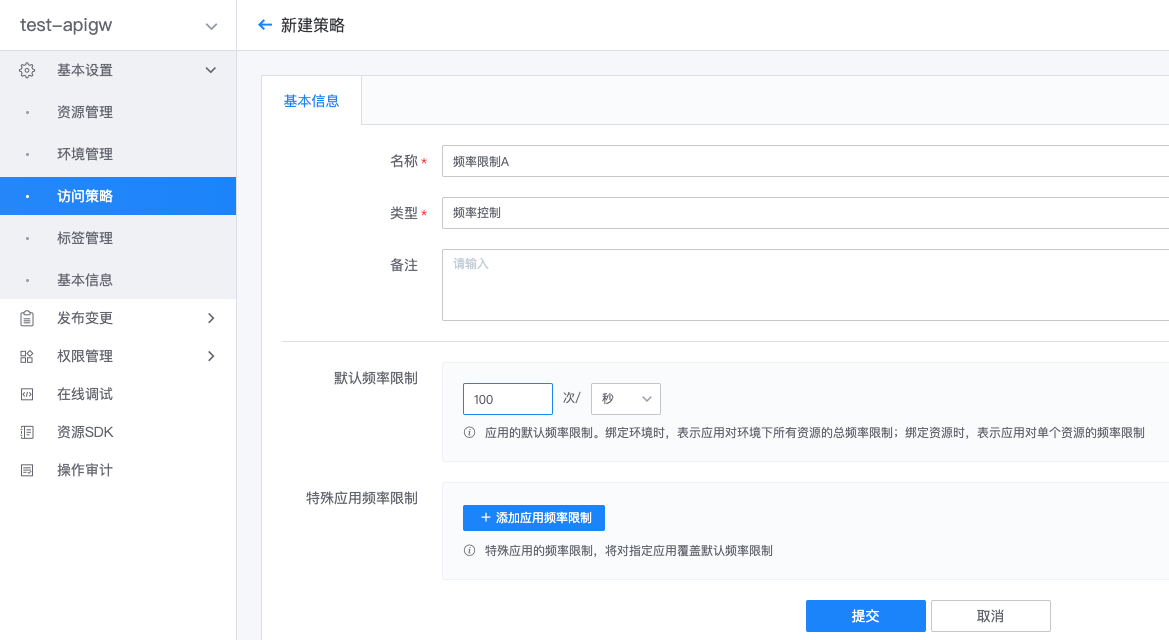 test-apigw
新建策略
基本设置
资源管理
环境管理
访问策略
标签管理
基本信息
发布变更
权限管理
在线调试
资源SDK
操作审计
基本信息
名称 *
频率限制A
类型 *
频率控制
备注
请输入
默认频率限制
100 次/ 秒
应用的默认频率限制。绑定环境时，表示应用对环境下所有资源的总频率限制；绑定资源时，表示应用对单个资源的频率限制
特殊应用频率限制
+ 添加应用频率限制
特殊应用的频率限制，将对指定应用覆盖默认频率限制
提交 取消